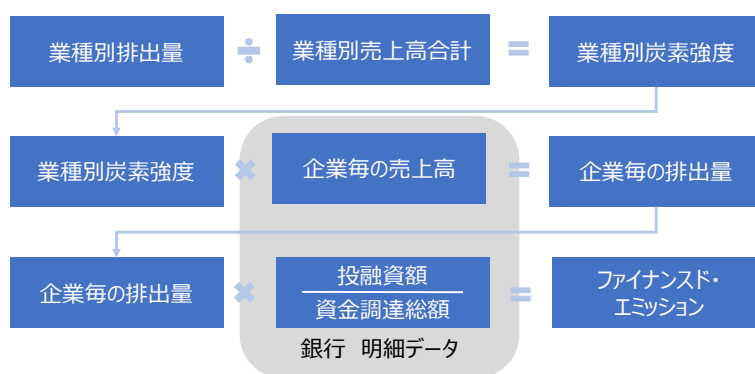 業種別排出量 ÷ 業種別売上高合計 = 業種別炭素強度
業種別炭素強度 × 企業毎の売上高 = 企業毎の排出量
企業毎の排出量 × 投融資額 = ファイナンスド・
資金調達総額 エミッション
銀行 明細データ